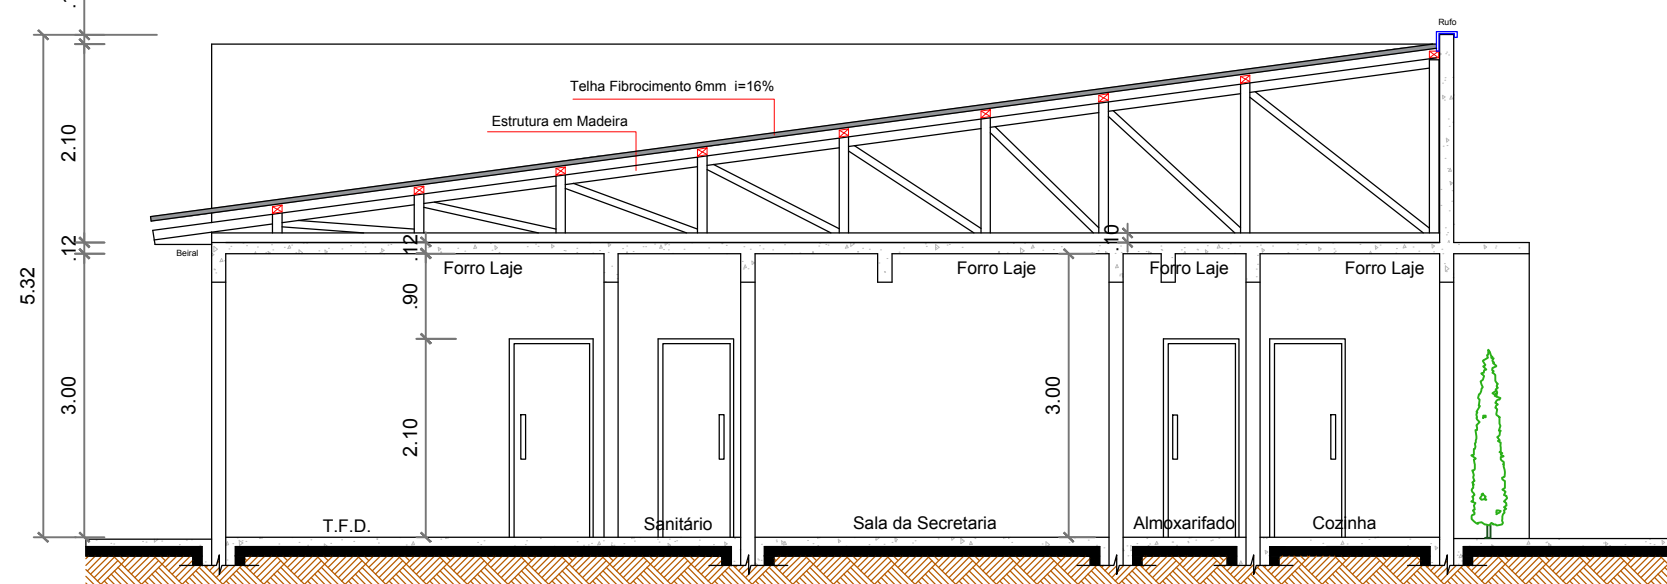 Rufo
Telha Fibrocimento 6mm i=16%
Estrutura em Madeira
2.10
.12
5.32
Beiral
.12
.10
Forro Laje
Forro Laje
Forro Laje
Forro Laje
.90
3.00
2.10
3.00
T.F.D.
Sanitário
Sala da Secretaria
Almoxarifado
Cozinha